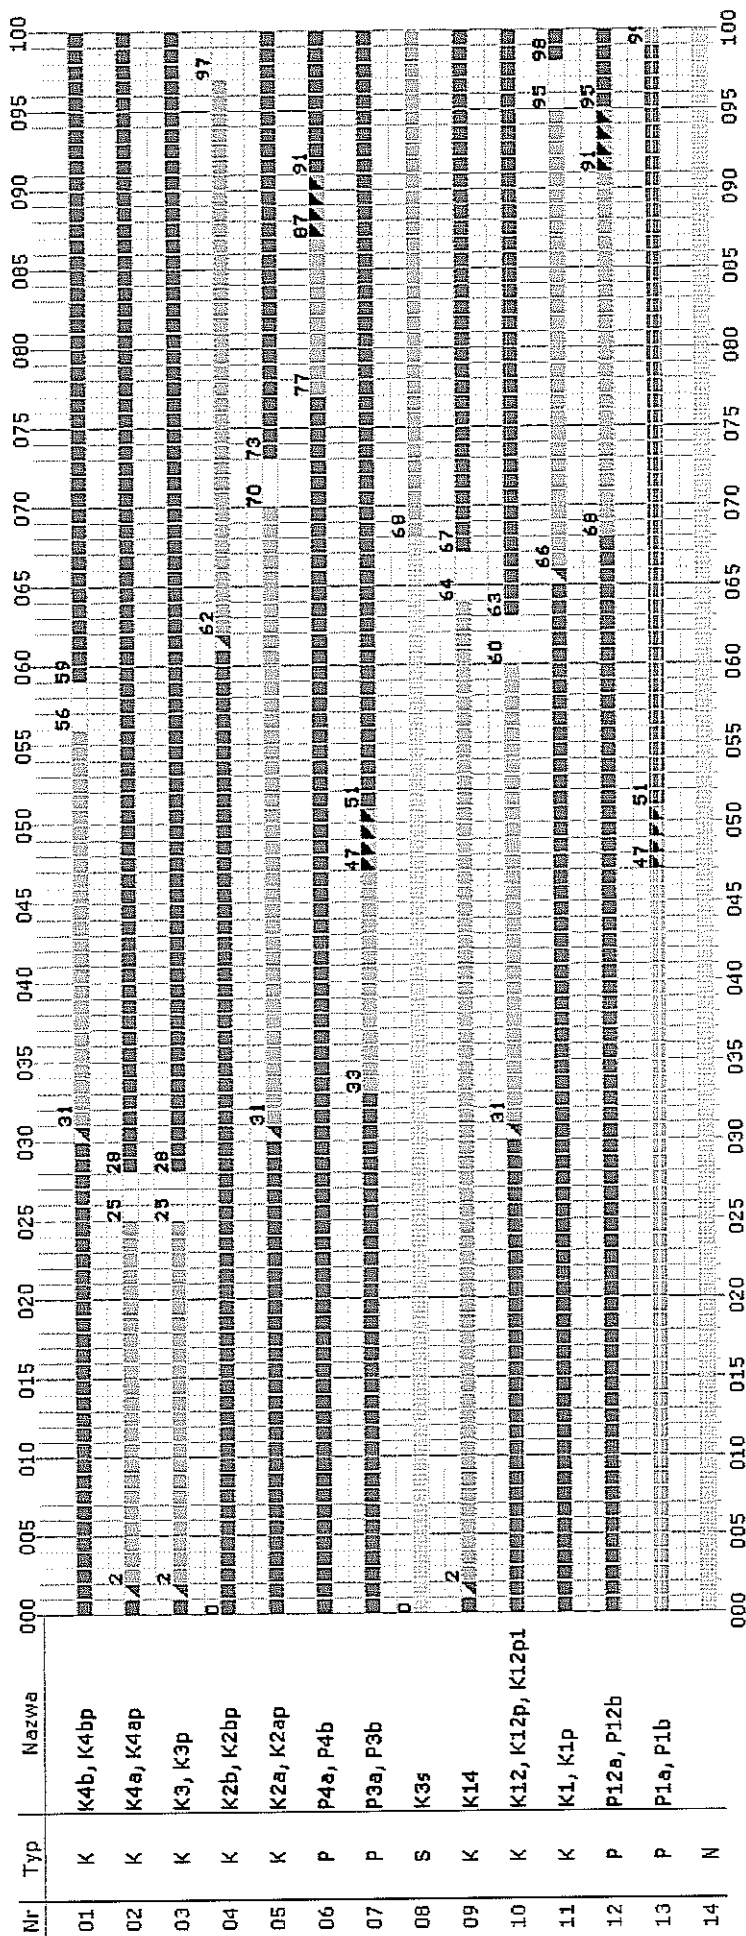 Nr Typ Nazwa 000 005 010 015 020 025 030 035 040 045 050 055 060 065 070 075 080 085 090 095 100
01 K K4b, K4bp 31 56 59
02 K K4a, K4ap 2 25 28
03 K K3, K3p 2 25 28
04 K K2b, K2bp 0 62 97
05 K K2a, K2ap 31 70 73
06 P P4a, P4b 77 87 91
07 P P3a, P3b 33 47 51
08 S K3s 0 68
09 K K14 2 64 67
10 K K12, K12p, K12p1 31 60 63
11 K K1, K1p 66 95 98
12 P P12a, P12b 68 91 95
13 P P1a, P1b 47 51
14 N
000 005 010 015 020 025 030 035 040 045 050 055 060 065 070 075 080 085 090 095 100